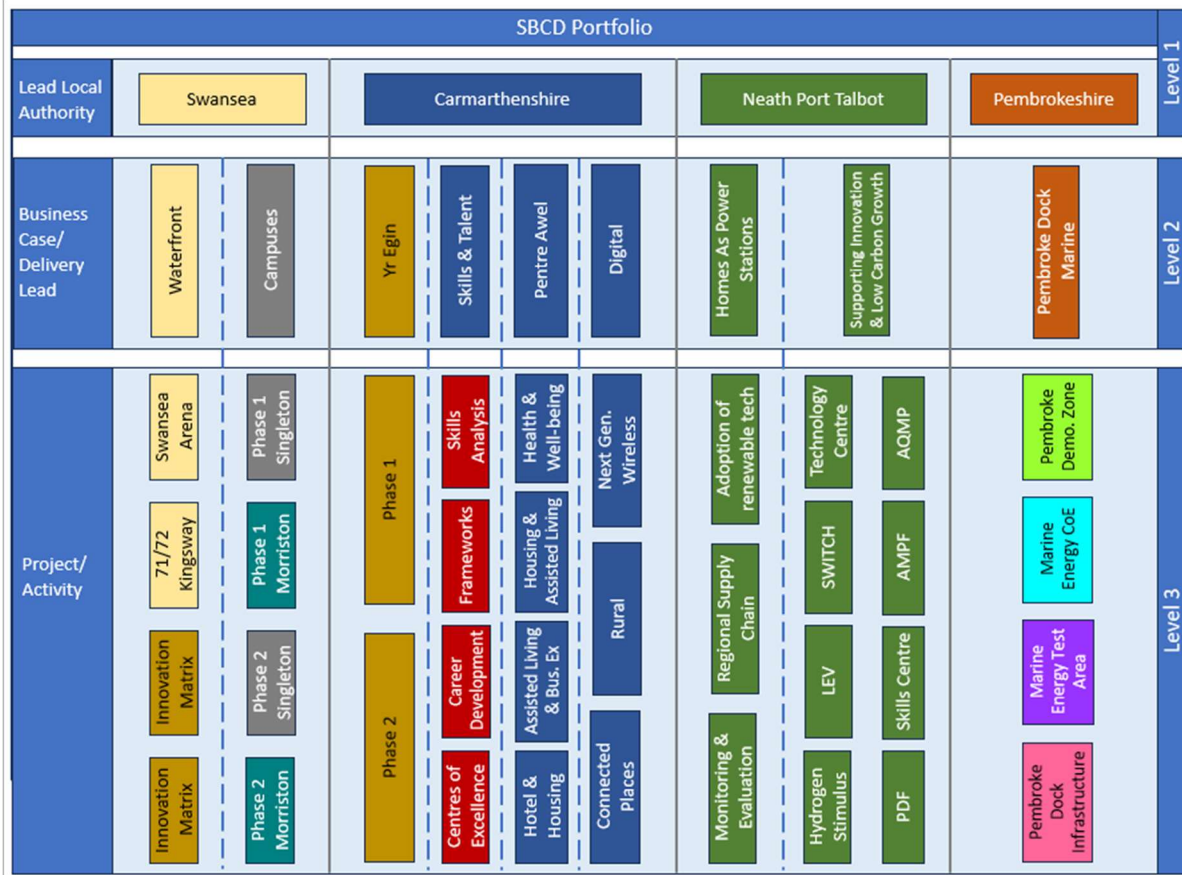 SBCD Portfolio
Level 1
Lead Local
Authority
Swansea
Carmarthenshire
Neath Port Talbot
Pembrokeshire
Business
Case/
Delivery
Lead
Waterfront
Campuses
Yr Egin
Skills & Talent
Pentre Awel
Digital
Homes As Power
Stations
Supporting Innovation
& Low Carbon Growth
Pembroke Dock
Marine
Level 2
Project/
Activity
Swansea
Arena
71/72
Kingsway
Innovation
Matrix
Innovation
Matrix
Phase 1
Singleton
Phase 1
Morriston
Phase 2
Singleton
Phase 2
Morriston
Phase 1
Phase 2
Skills
Analysis
Frameworks
Career
Development
Centres of
Excellence
Health &
Well-being
Housing &
Assisted Living
Assisted Living
& Bus. Ex
Hotel &
Housing
Next Gen.
Wireless
Rural
Connected
Places
Adoption of
renewable tech
Regional Supply
Chain
Monitoring &
Evaluation
Technology
Centre
SWITCH
LEV
Hydrogen
Stimulus
AQMP
AMPF
Skills Centre
PDF
Pembroke
Demo. Zone
Marine
Energy CoE
Marine
Energy Test
Area
Pembroke
Dock
Infrastructure
Level 3